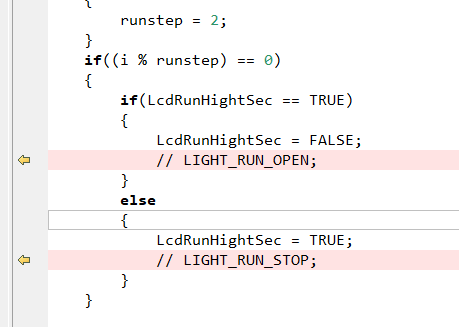 {
runstep = 2;
}
if((i % runstep) == 0)
{
if(LcdRunHightSec == TRUE)
{
LcdRunHightSec = FALSE;
// LIGHT_RUN_OPEN;
}
else
{
LcdRunHightSec = TRUE;
// LIGHT_RUN_STOP;
}
}